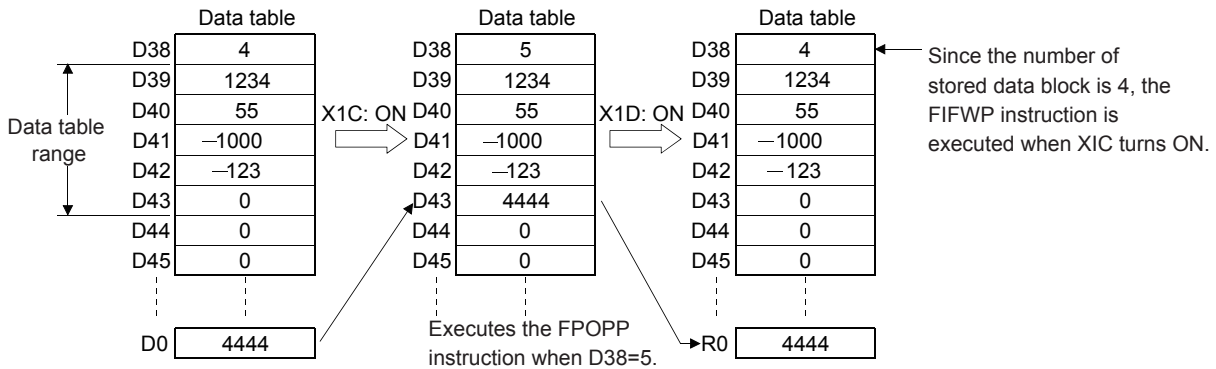 Data table
Data table
Data table
D38 4
D39 1234
D40 55
D41 —1000
D42 —123
D43 0
D44 0
D45 0
Data table
range
D0 4444
X1C: ON
D38 5
D39 1234
D40 55
D41 —1000
D42 —123
D43 4444
D44 0
D45 0
Executes the FPOPP
instruction when D38=5.
X1D: ON
D38 4
D39 1234
D40 55
D41 —1000
D42 —123
D43 0
D44 0
D45 0
R0 4444
Since the number of
stored data block is 4, the
FIFWP instruction is
executed when XIC turns ON.